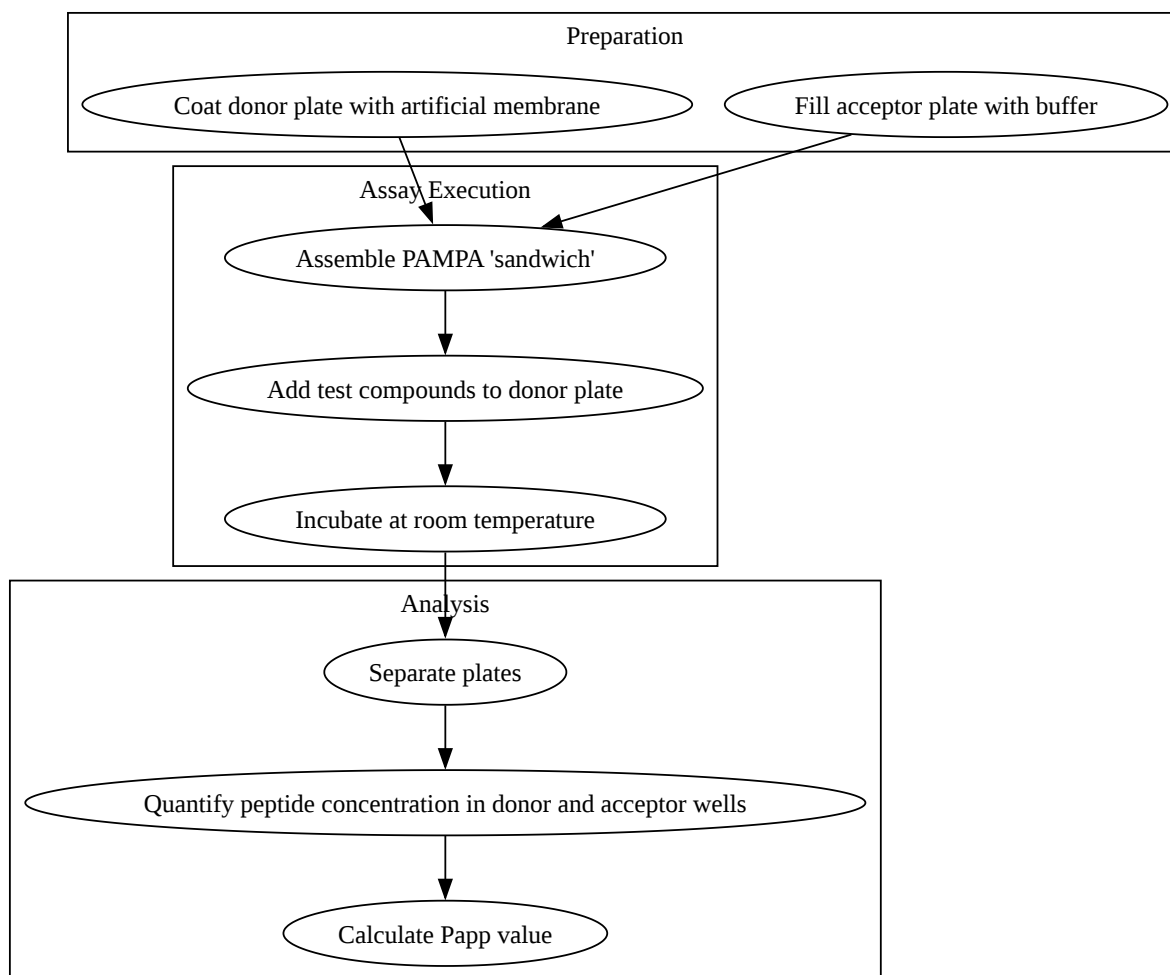 Preparation
Coat donor plate with artificial membrane
Fill acceptor plate with buffer
Assay Execution
Assemble PAMPA 'sandwich'
Add test compounds to donor plate
Incubate at room temperature
Analysis
Separate plates
Quantify peptide concentration in donor and acceptor wells
Calculate Papp value